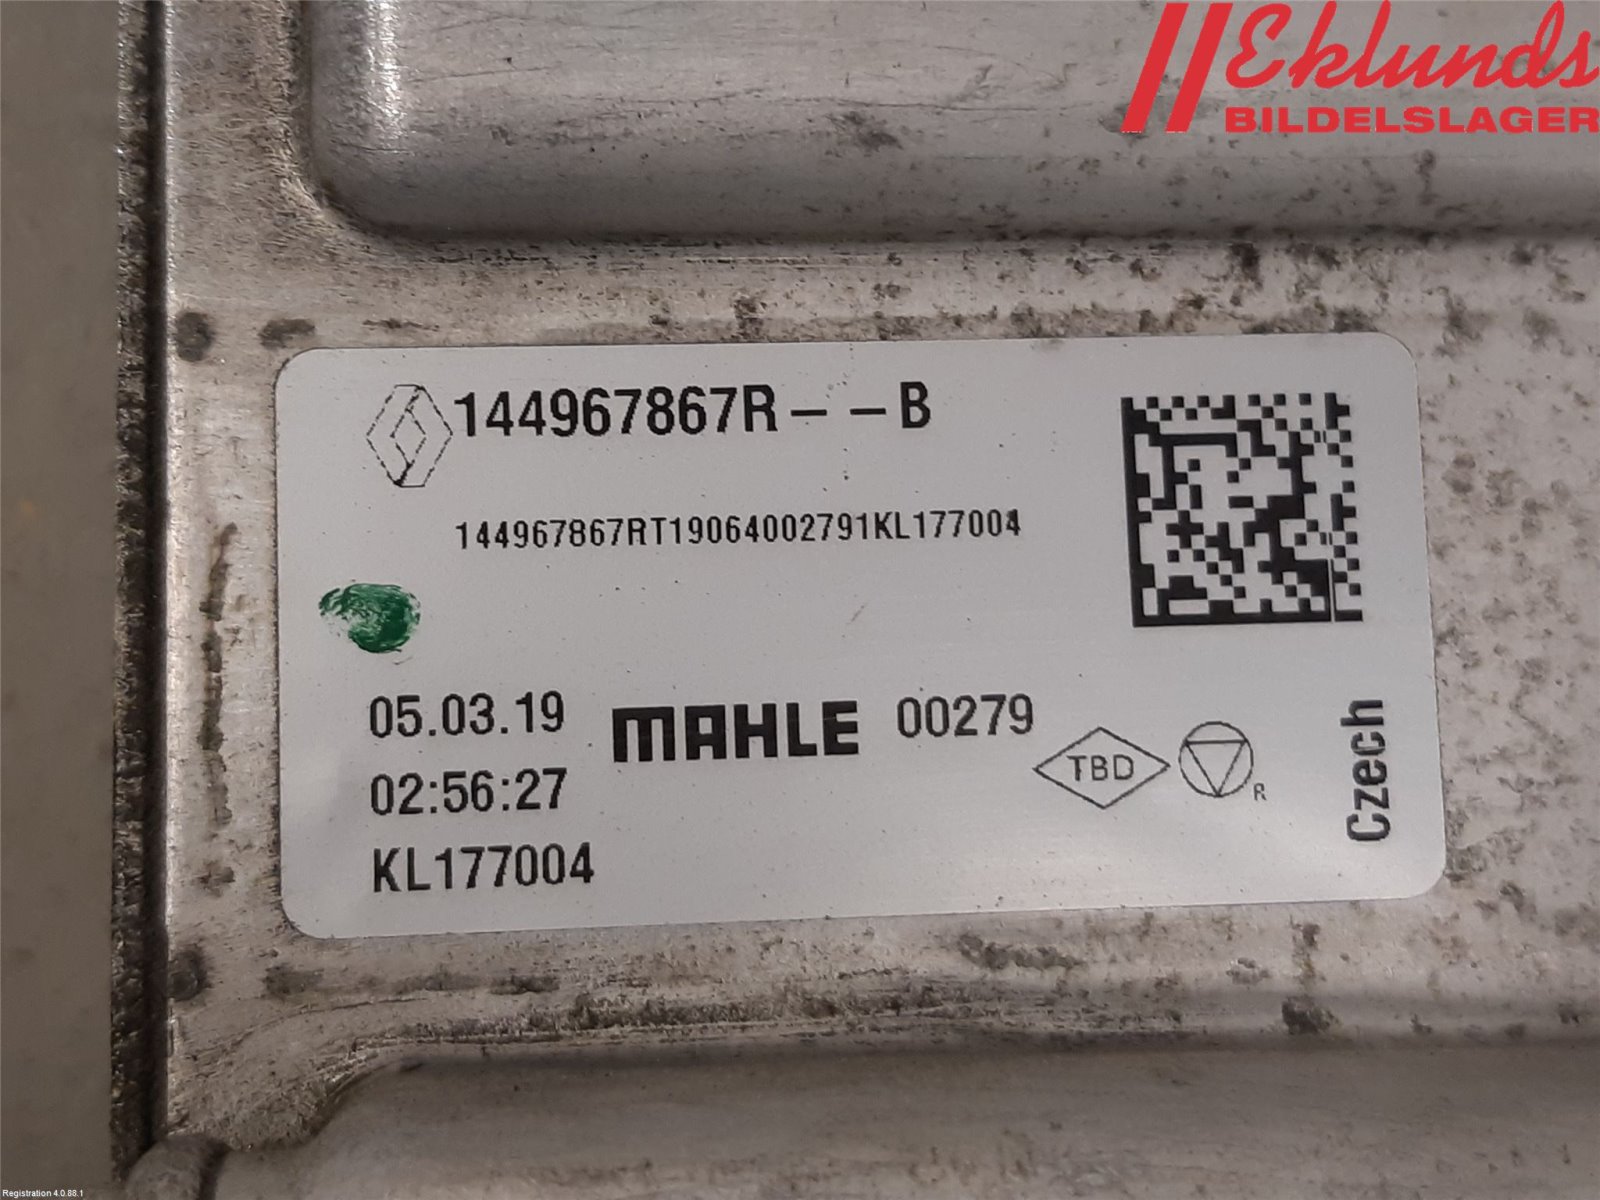 Eklunds
BILDELSLAGER
144967867R – – B
144967867RT19064002791KL177004
05.03.19
MAHLE
00279
02:56:27
TBD
R
Czech
KL177004
Registration 4.0.88.1